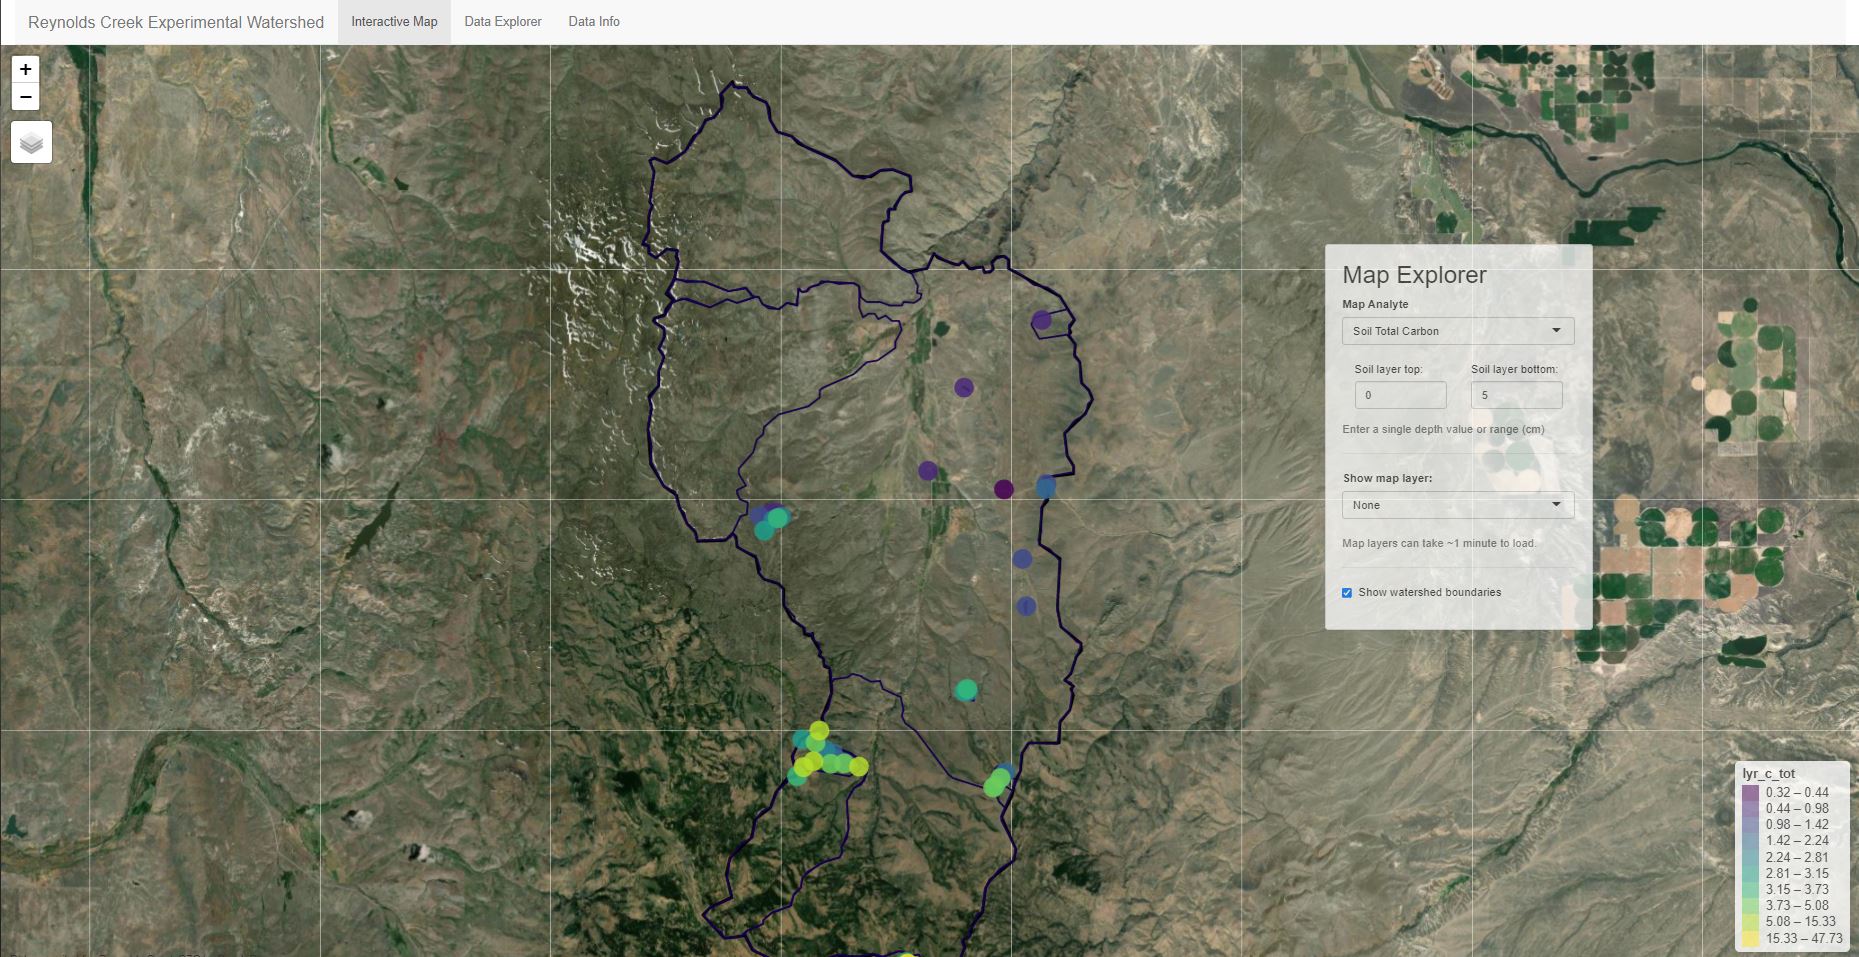 Reynolds Creek Experimental Watershed
Interactive Map
Data Explorer
Data Info
+
−
Map Explorer
Map Analyte
Soil Total Carbon
Soil layer top:
Soil layer bottom:
0
5
Enter a single depth value or range (cm)
Show map layer:
None
Map layers can take ~1 minute to load.
Show watershed boundaries
lyr_c_tot
0.32 – 0.44
0.44 – 0.98
0.98 – 1.42
1.42 – 2.24
2.24 – 2.81
2.81 – 3.15
3.15 – 3.73
3.73 – 5.08
5.08 – 15.33
15.33 – 47.73